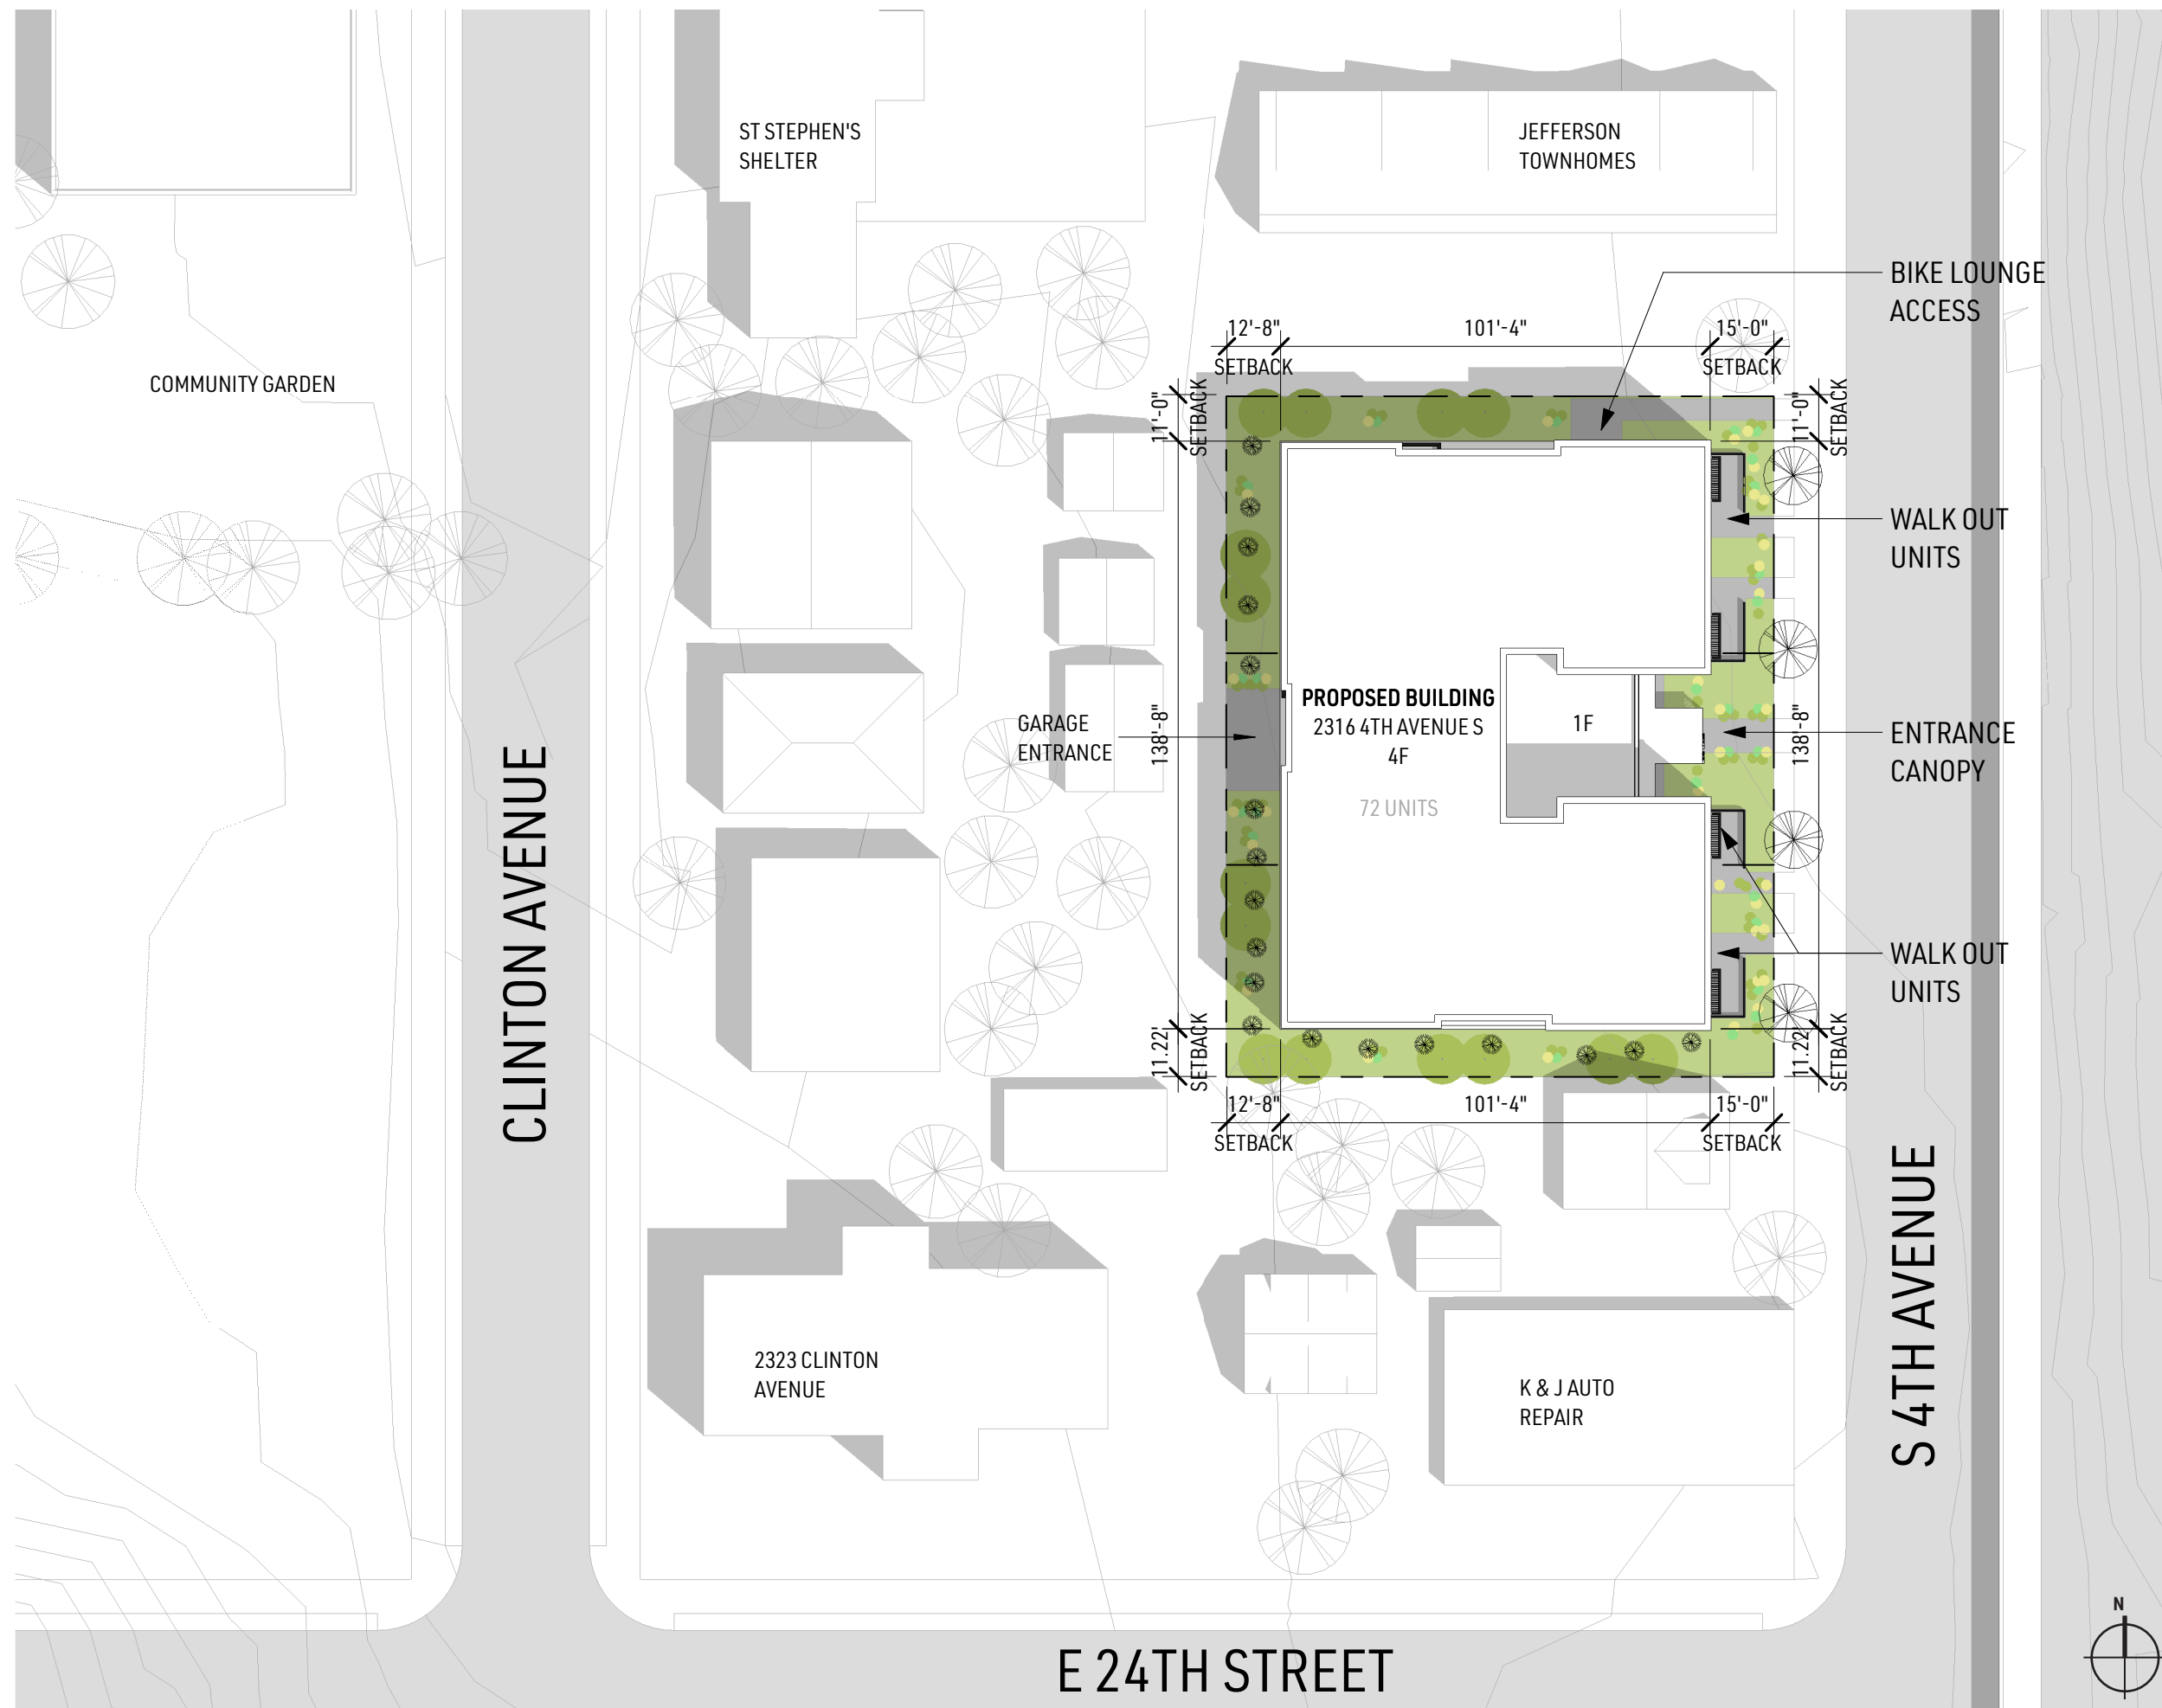 ST STEPHEN'S
SHELTER
JEFFERSON
TOWNHOMES
BIKE LOUNGE
ACCESS
12'-8"
101'-4"
15'-0"
SETBACK
SETBACK
COMMUNITY GARDEN
11'-0"
SETBACK
11'-0"
SETBACK
WALK OUT
UNITS
PROPOSED BUILDING
2316 4TH AVENUE S
4F
72 UNITS
1F
GARAGE
ENTRANCE
138'-8"
138'-8"
ENTRANCE
CANOPY
CLINTON AVENUE
WALK OUT
UNITS
11.22'
SETBACK
11.22'
SETBACK
12'-8"
101'-4"
15'-0"
SETBACK
SETBACK
S 4TH AVENUE
2323 CLINTON
AVENUE
K & J AUTO
REPAIR
N
E 24TH STREET